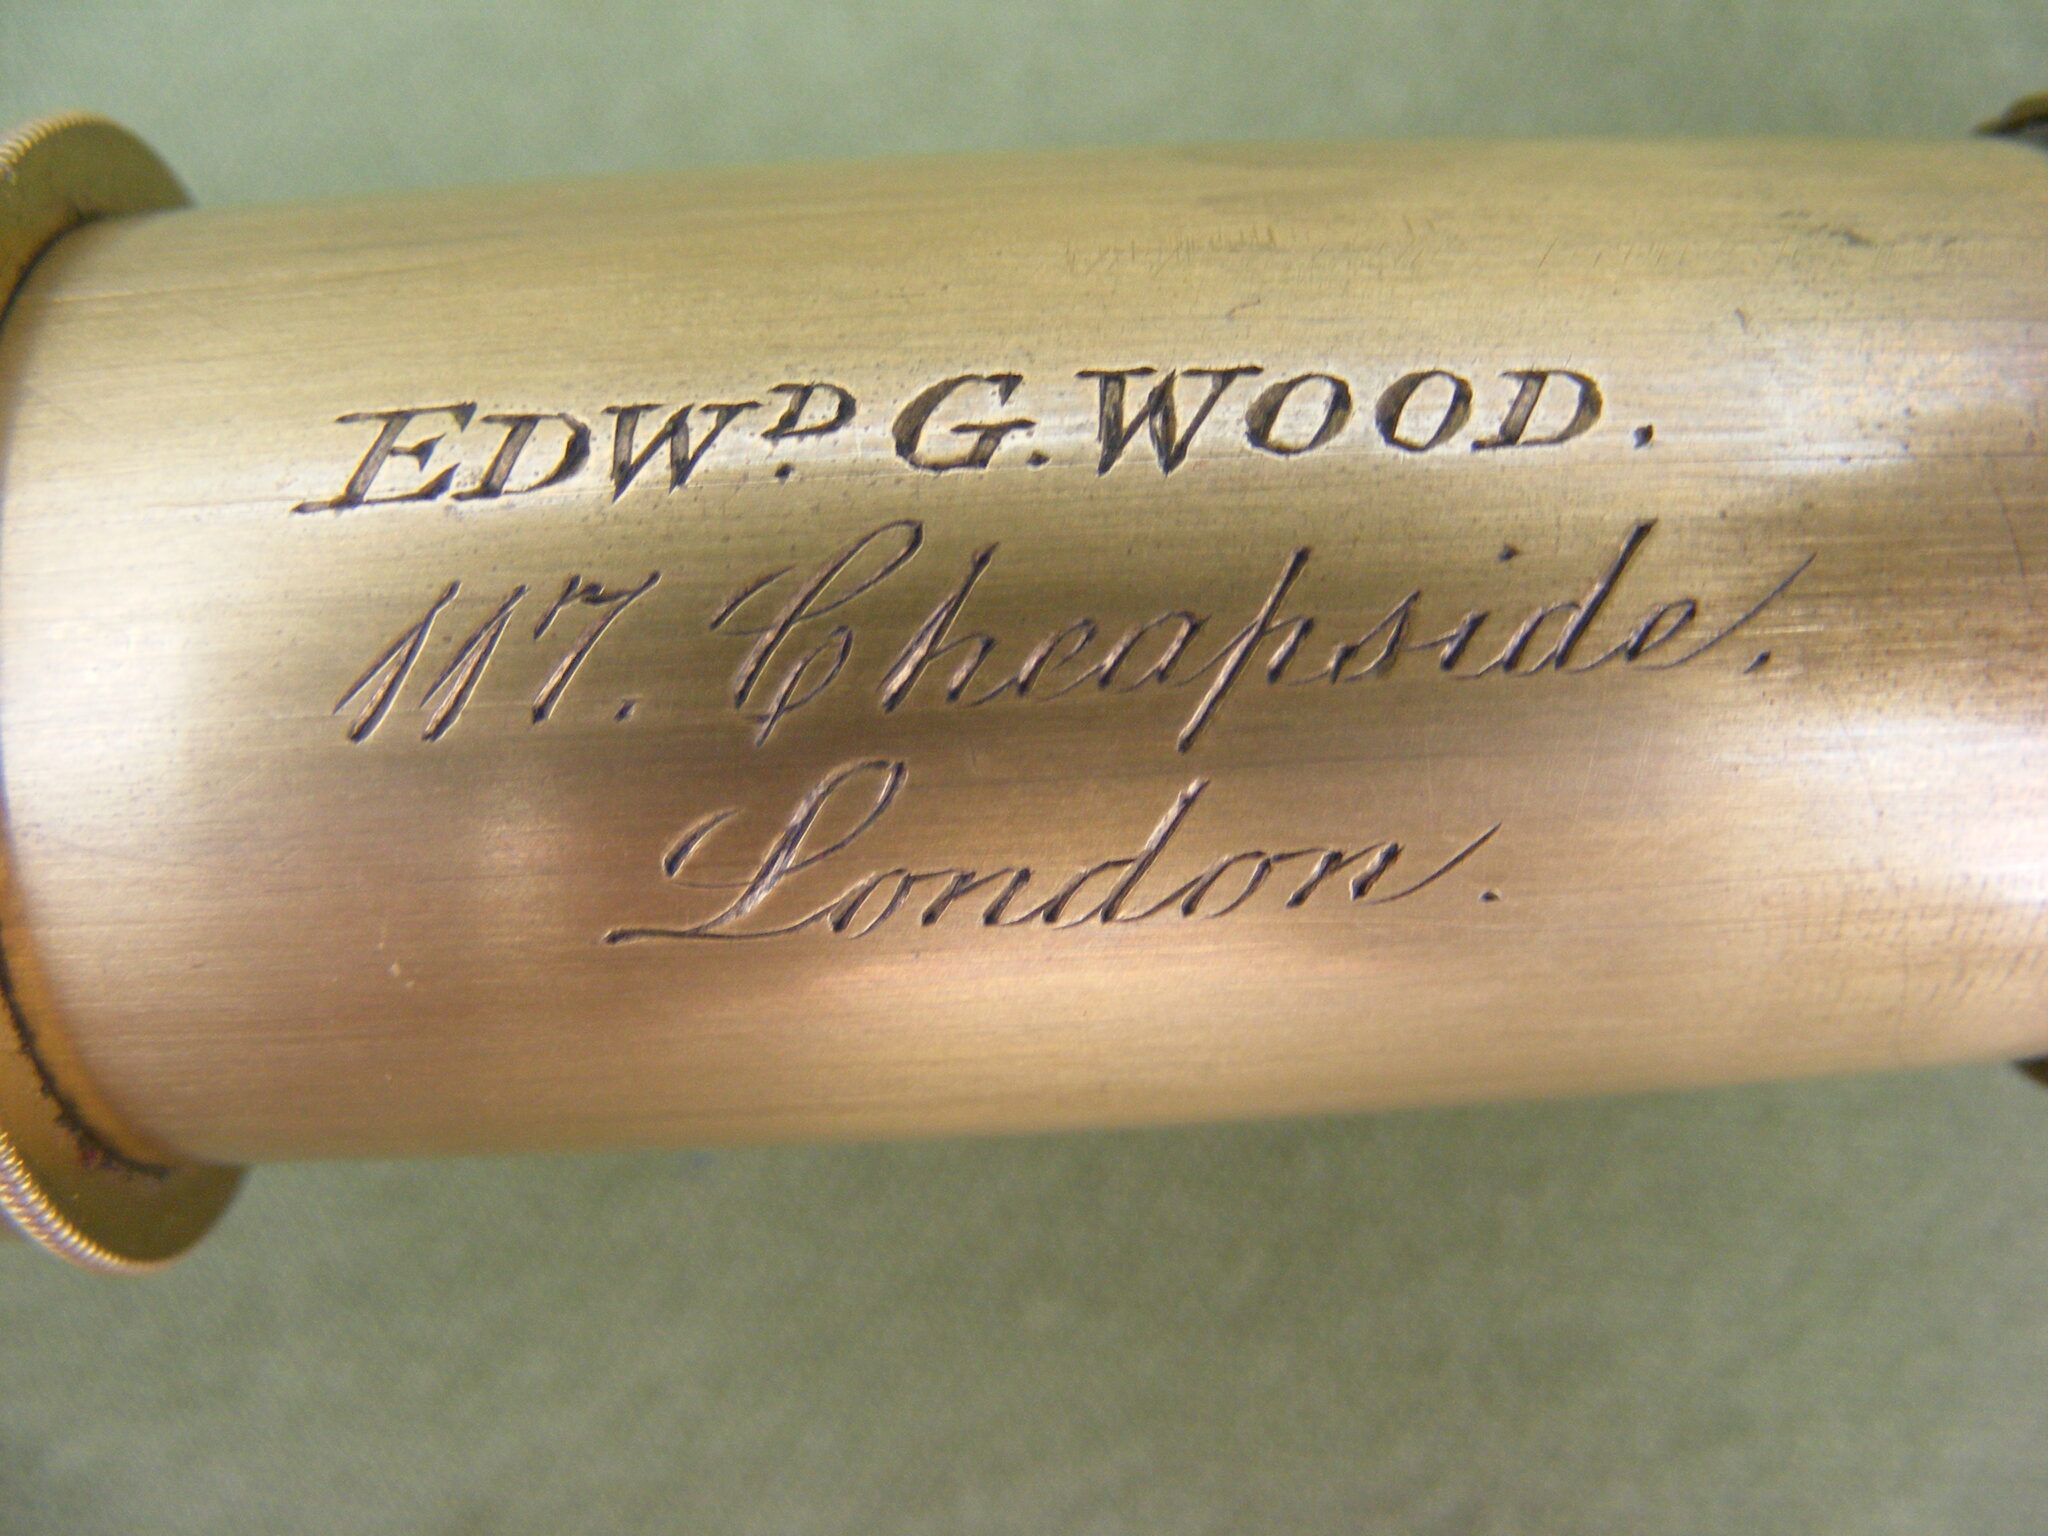 EDWᴰ. G. WOOD.
117. Cheapside.
London.